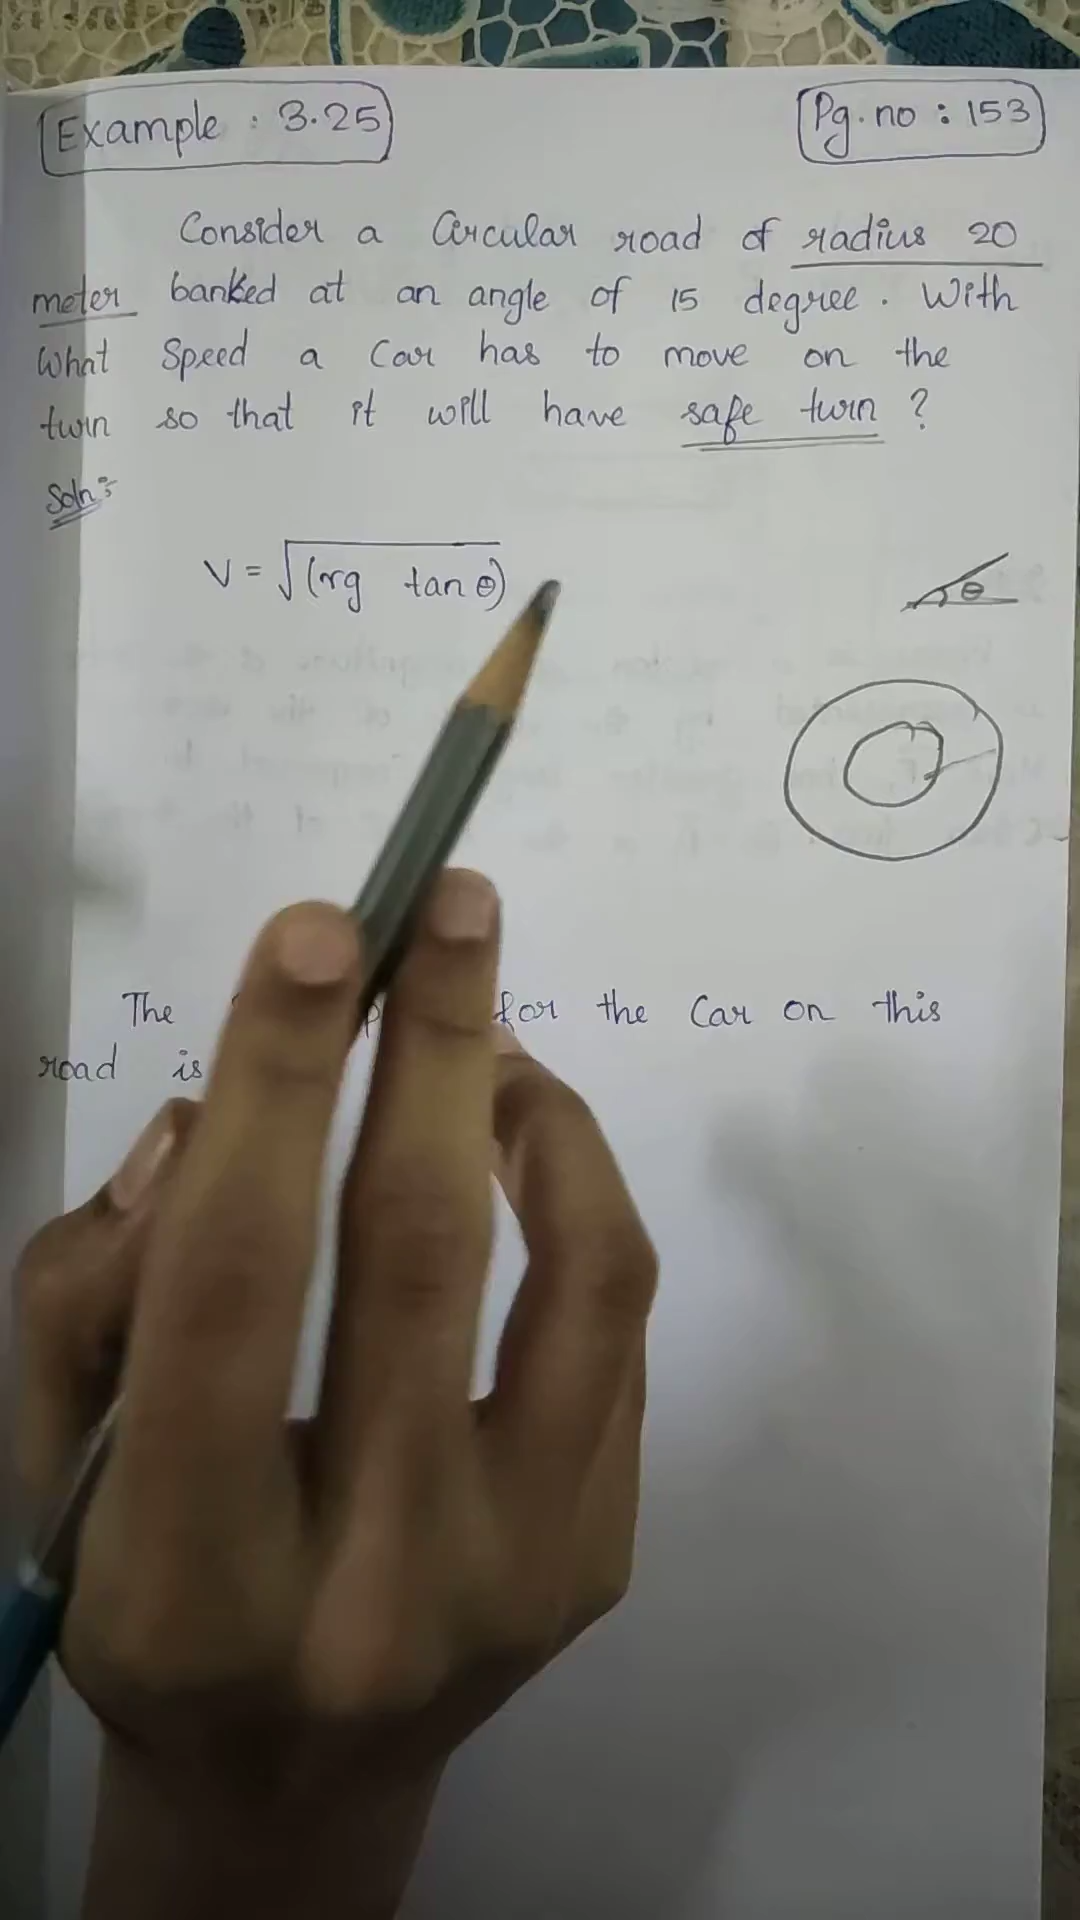 Example : 3.25
Pg. no : 153
Consider a Circular road of radius 20
meter banked at an angle of 15 degree. With
what Speed a Car has to move on the
turn so that it will have safe turn ?
Soln:
V = √(rg tan θ)
θ
The for the Car on this
road is